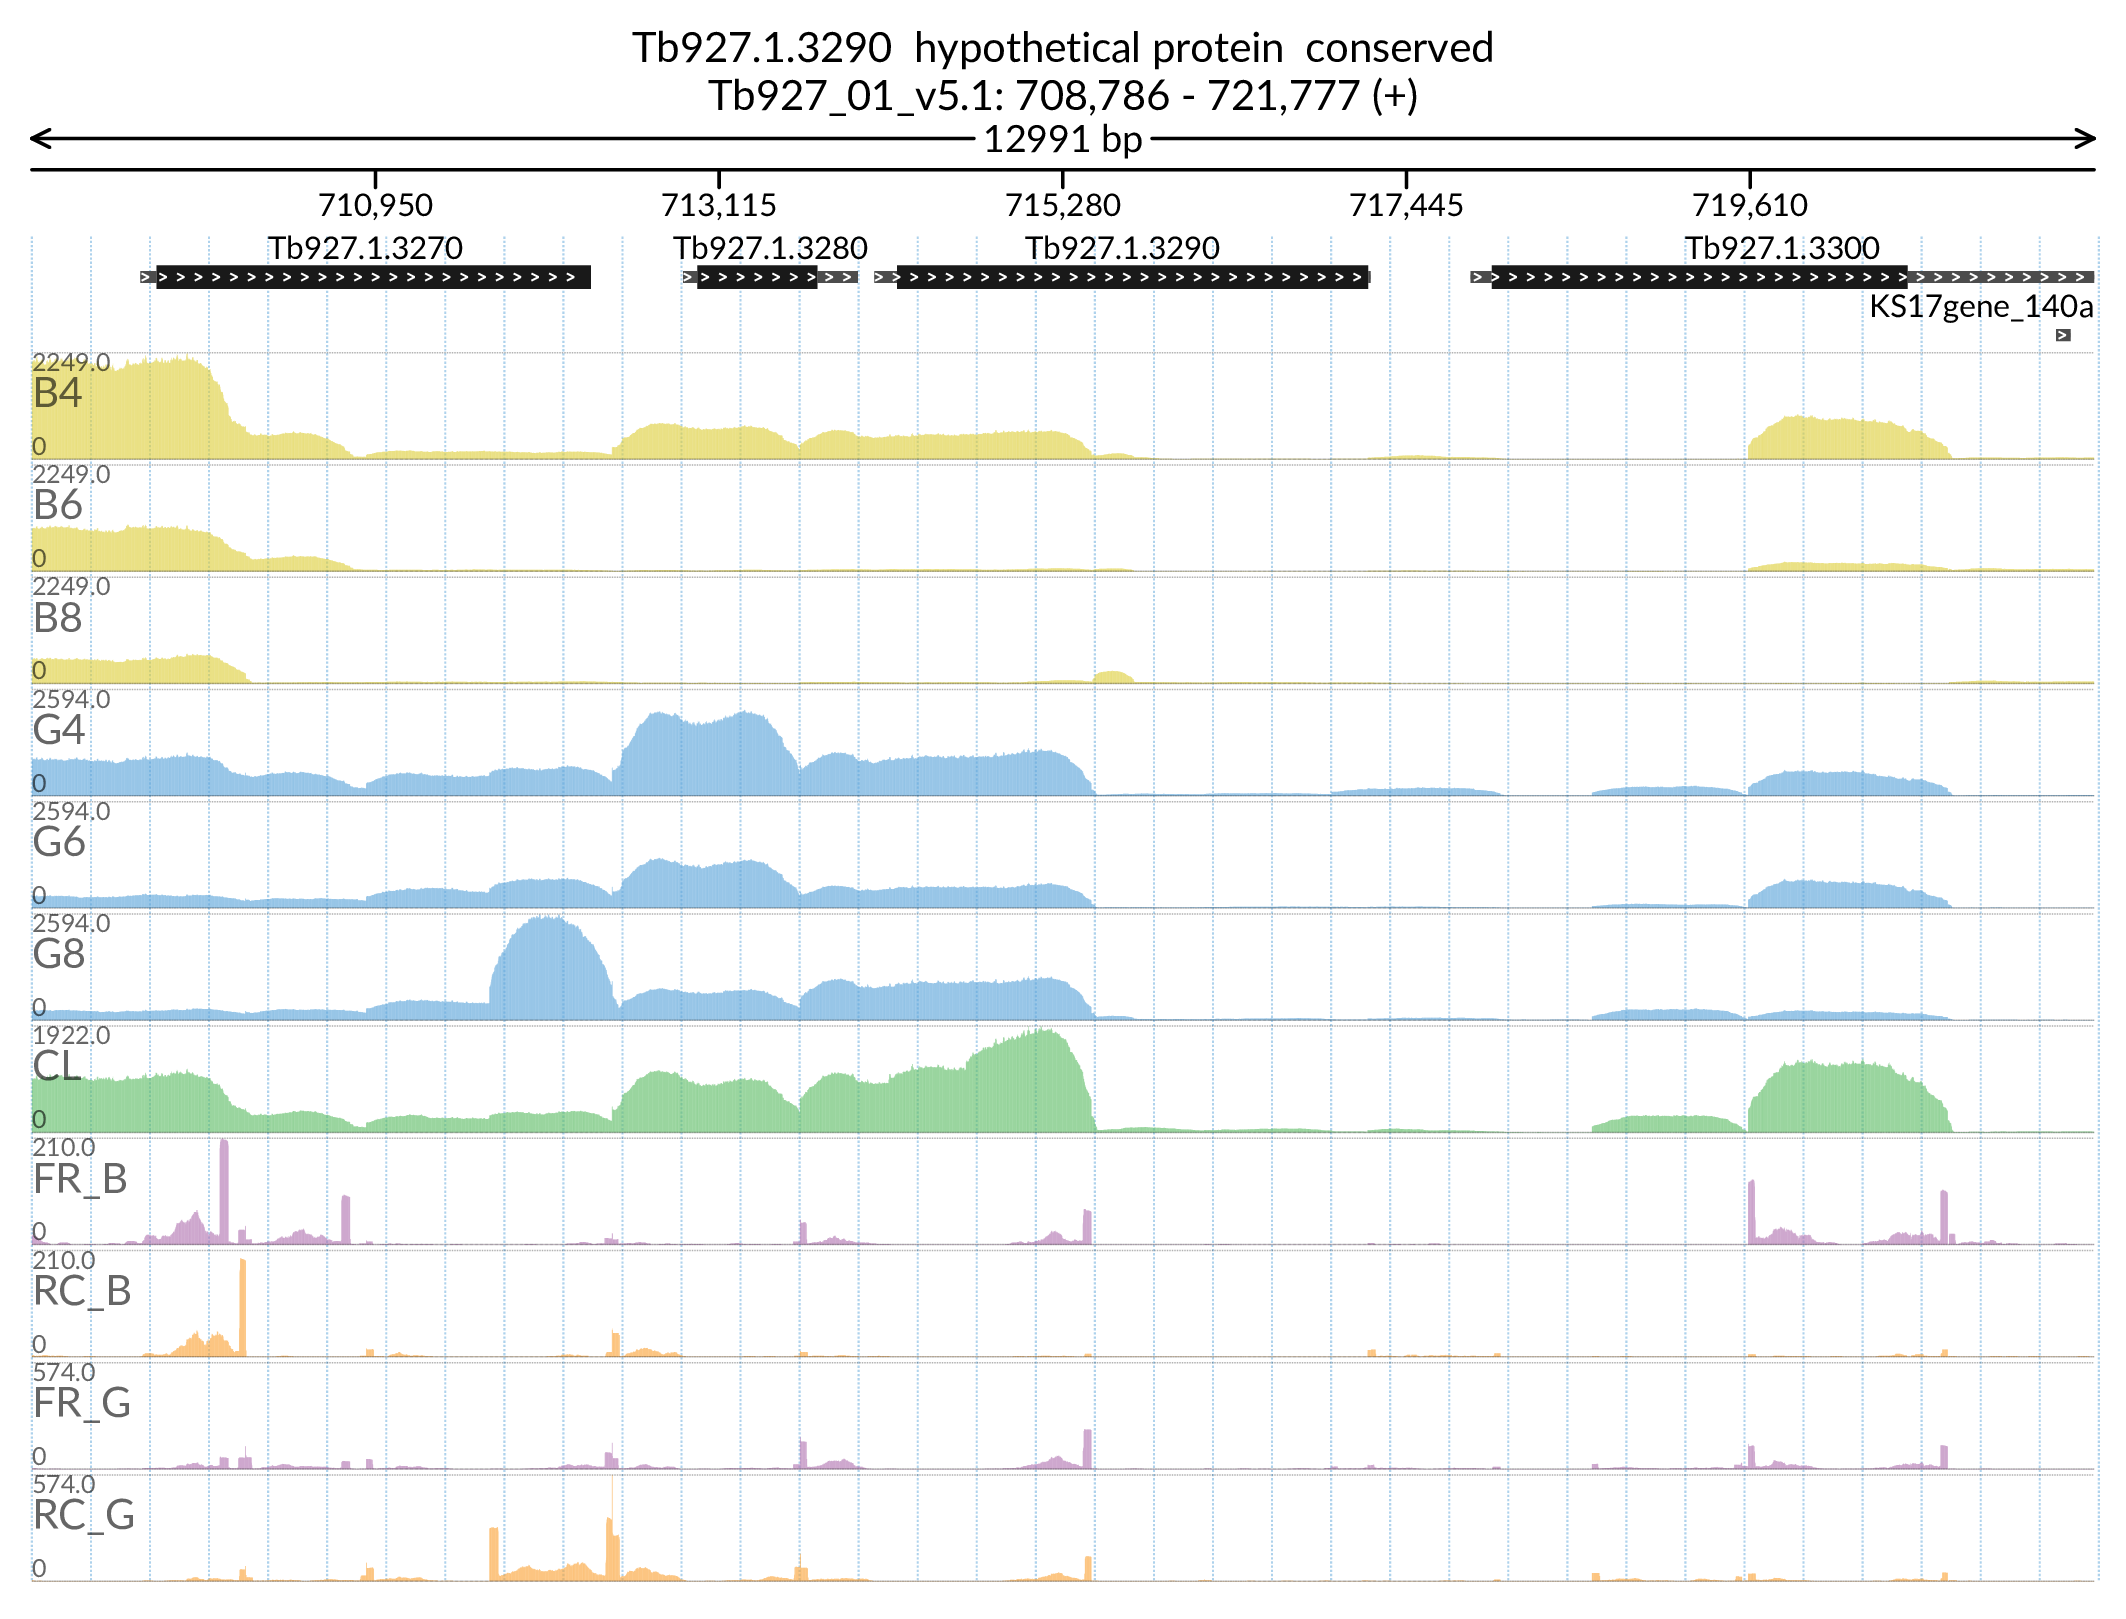 Tb927.1.3290 hypothetical protein conserved
Tb927_01_v5.1: 708,786 - 721,777 (+)
12991 bp
710,950 713,115 715,280 717,445 719,610
Tb927.1.3270 Tb927.1.3280 Tb927.1.3290 Tb927.1.3300
KS17gene_140a
2249.0
B4
0
2249.0
B6
0
2249.0
B8
0
2594.0
G4
0
2594.0
G6
0
2594.0
G8
0
1922.0
CL
0
210.0
FR_B
0
210.0
RC_B
0
574.0
FR_G
0
574.0
RC_G
0